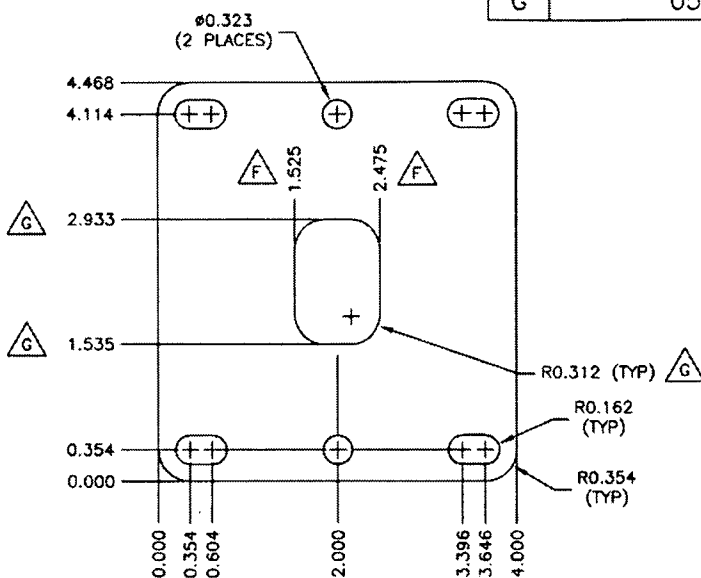 G
ø0.323
(2 PLACES)
4.468
4.114
F
1.525
2.475
F
G
2.933
G
1.535
R0.312 (TYP)
G
R0.162
(TYP)
0.354
0.000
R0.354
(TYP)
0.000
0.354
0.604
2.000
3.396
3.646
4.000